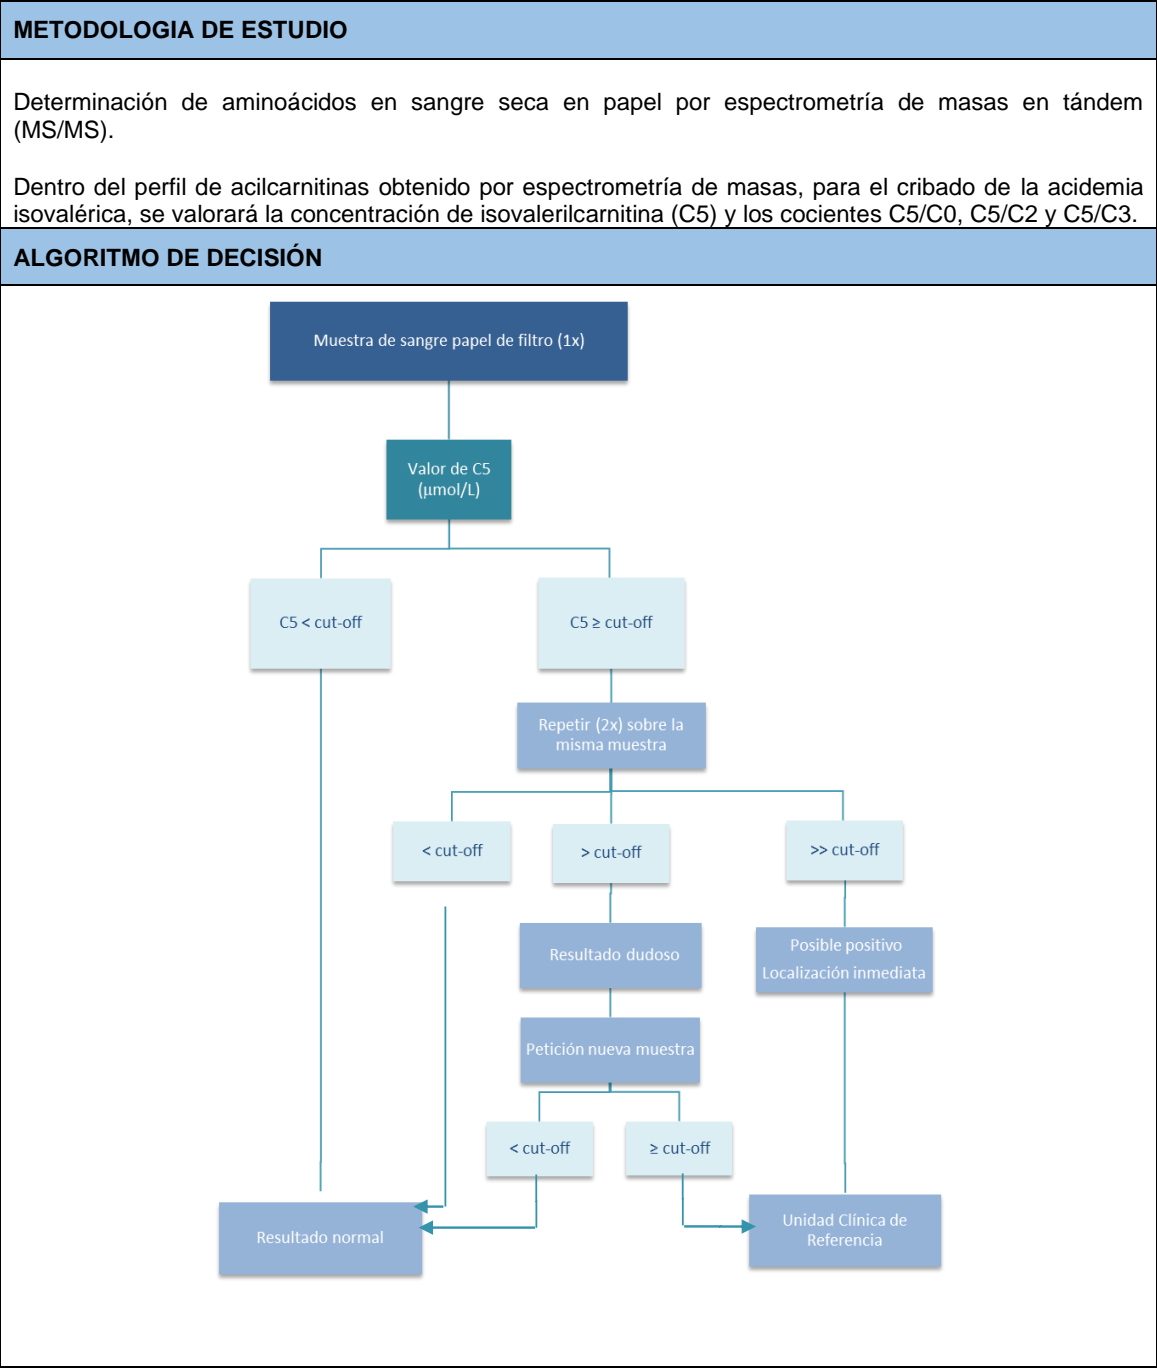 METODOLOGIA DE ESTUDIO
Determinación de aminoácidos en sangre seca en papel por espectrometría de masas en tándem
(MS/MS).
Dentro del perfil de acilcarnitinas obtenido por espectrometría de masas, para el cribado de la acidemia
isovalérica, se valorará la concentración de isovalerilcarnitina (C5) y los cocientes C5/C0, C5/C2 y C5/C3.
ALGORITMO DE DECISIÓN
Muestra de sangre papel de filtro (1x)
Valor de C5
(µmol/L)
C5 < cut-off
C5 ≥ cut-off
Repetir (2x) sobre la
misma muestra
< cut-off
> cut-off
>> cut-off
Resultado dudoso
Posible positivo
Localización inmediata
Petición nueva muestra
< cut-off
≥ cut-off
Resultado normal
Unidad Clínica de
Referencia